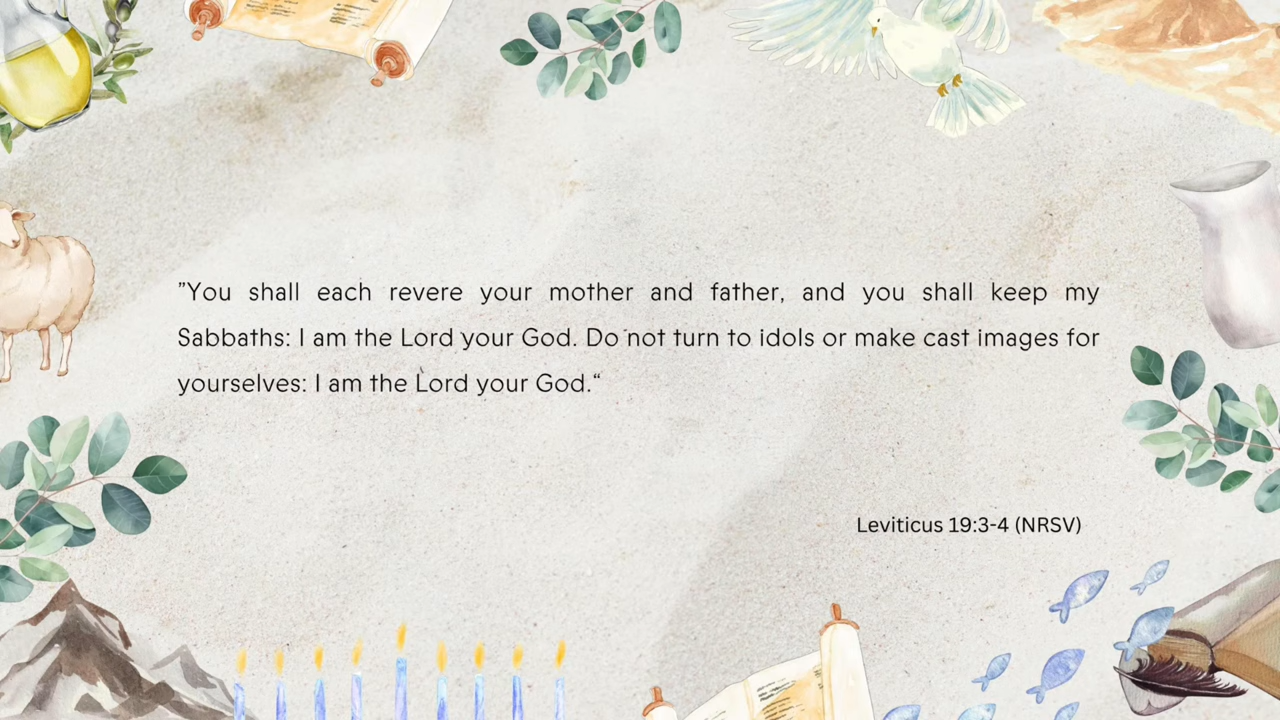 ”You shall each revere your mother and father, and you shall keep my
Sabbaths: I am the Lord your God. Do not turn to idols or make cast images for
yourselves: I am the Lord your God.“
Leviticus 19:3-4 (NRSV)